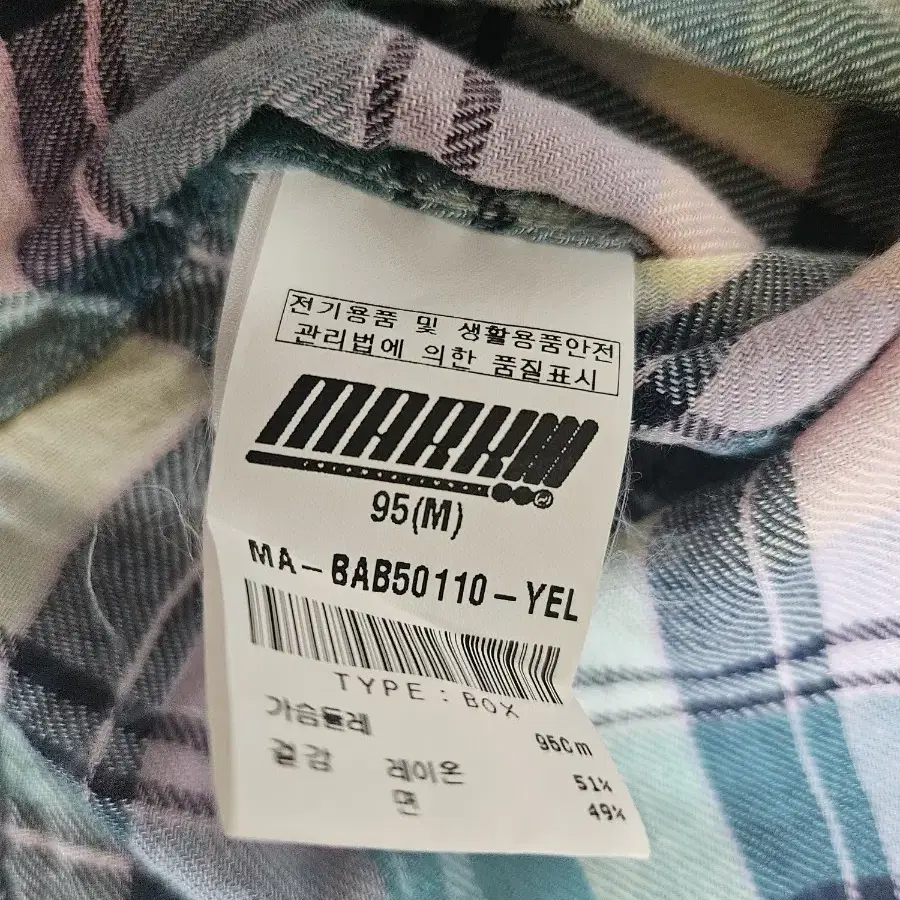 전기용품 및 생활용품안전
관리법에 의한 품질표시
MARKM
95(M)
MA-BAB50110-YEL
TYPE : BOX
가슴둘레 95Cm
겉감 레이온 51%
면 49%